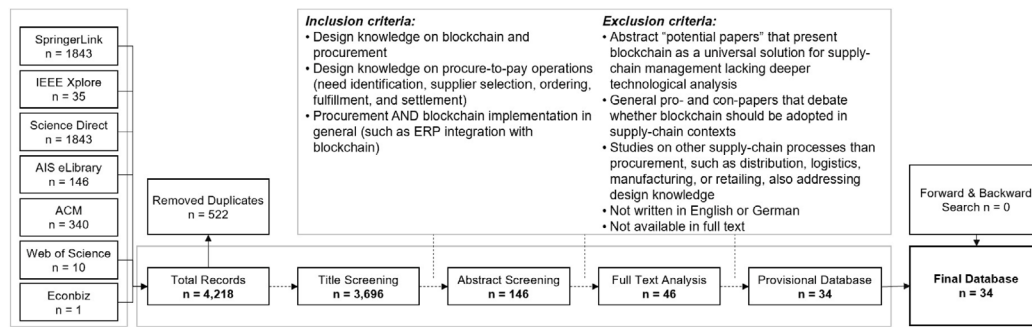 SpringerLink
n = 1843
IEEE Xplore
n = 35
Science Direct
n = 1843
AIS eLibrary
n = 146
ACM
n = 340
Web of Science
n = 10
Econbiz
n = 1
Removed Duplicates
n = 522
Inclusion criteria:
• Design knowledge on blockchain and
procurement
• Design knowledge on procure-to-pay operations
(need identification, supplier selection, ordering,
fulfillment, and settlement)
• Procurement AND blockchain implementation in
general (such as ERP integration with
blockchain)
Exclusion criteria:
• Abstract “potential papers” that present
blockchain as a universal solution for supply-
chain management lacking deeper
technological analysis
• General pro- and con-papers that debate
whether blockchain should be adopted in
supply-chain contexts
• Studies on other supply-chain processes than
procurement, such as distribution, logistics,
manufacturing, or retailing, also addressing
design knowledge
• Not written in English or German
• Not available in full text
Forward & Backward
Search n = 0
Total Records
n = 4,218
Title Screening
n = 3,696
Abstract Screening
n = 146
Full Text Analysis
n = 46
Provisional Database
n = 34
Final Database
n = 34